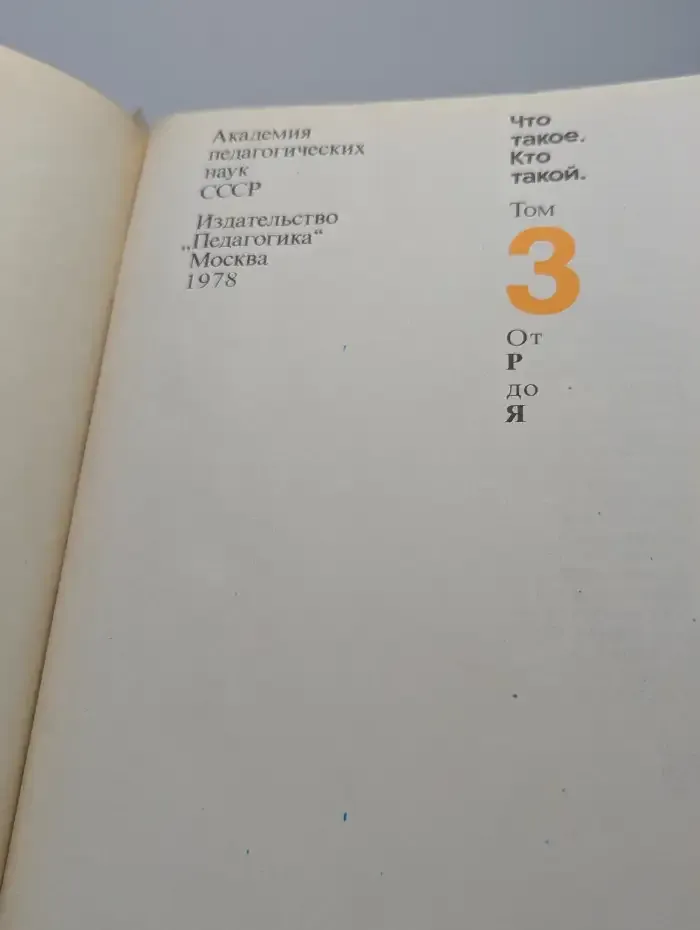 Академия
педагогических
наук
СССР
Издательство
„Педагогика“
Москва
1978
Что
такое.
Кто
такой.
Том
3
От
Р
до
Я